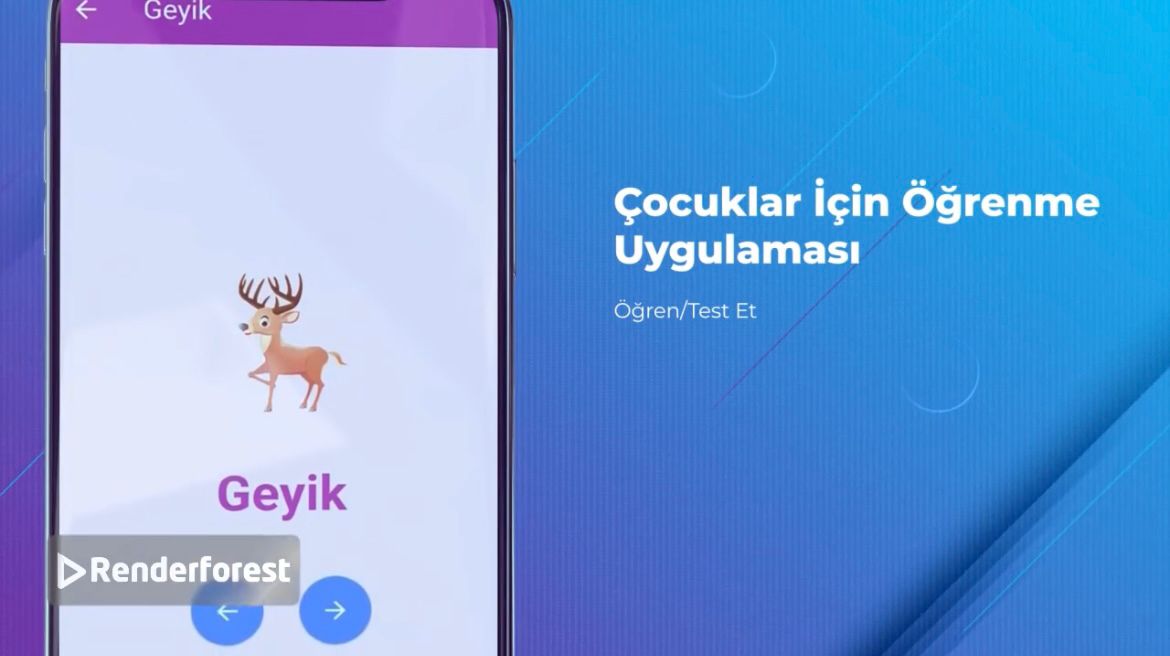 Geyik
Çocuklar İçin Öğrenme
Uygulaması
Öğren/Test Et
Geyik
Renderforest